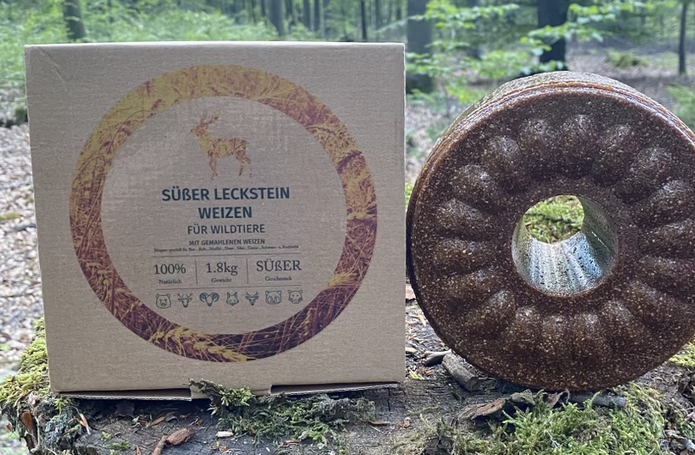 SÜßER LECKSTEIN
WEIZEN
FÜR WILDTIERE
MIT GEMAHLENEN WEIZEN
100% 1.8kg SÜßER
Natürlich Gewicht Geschmack